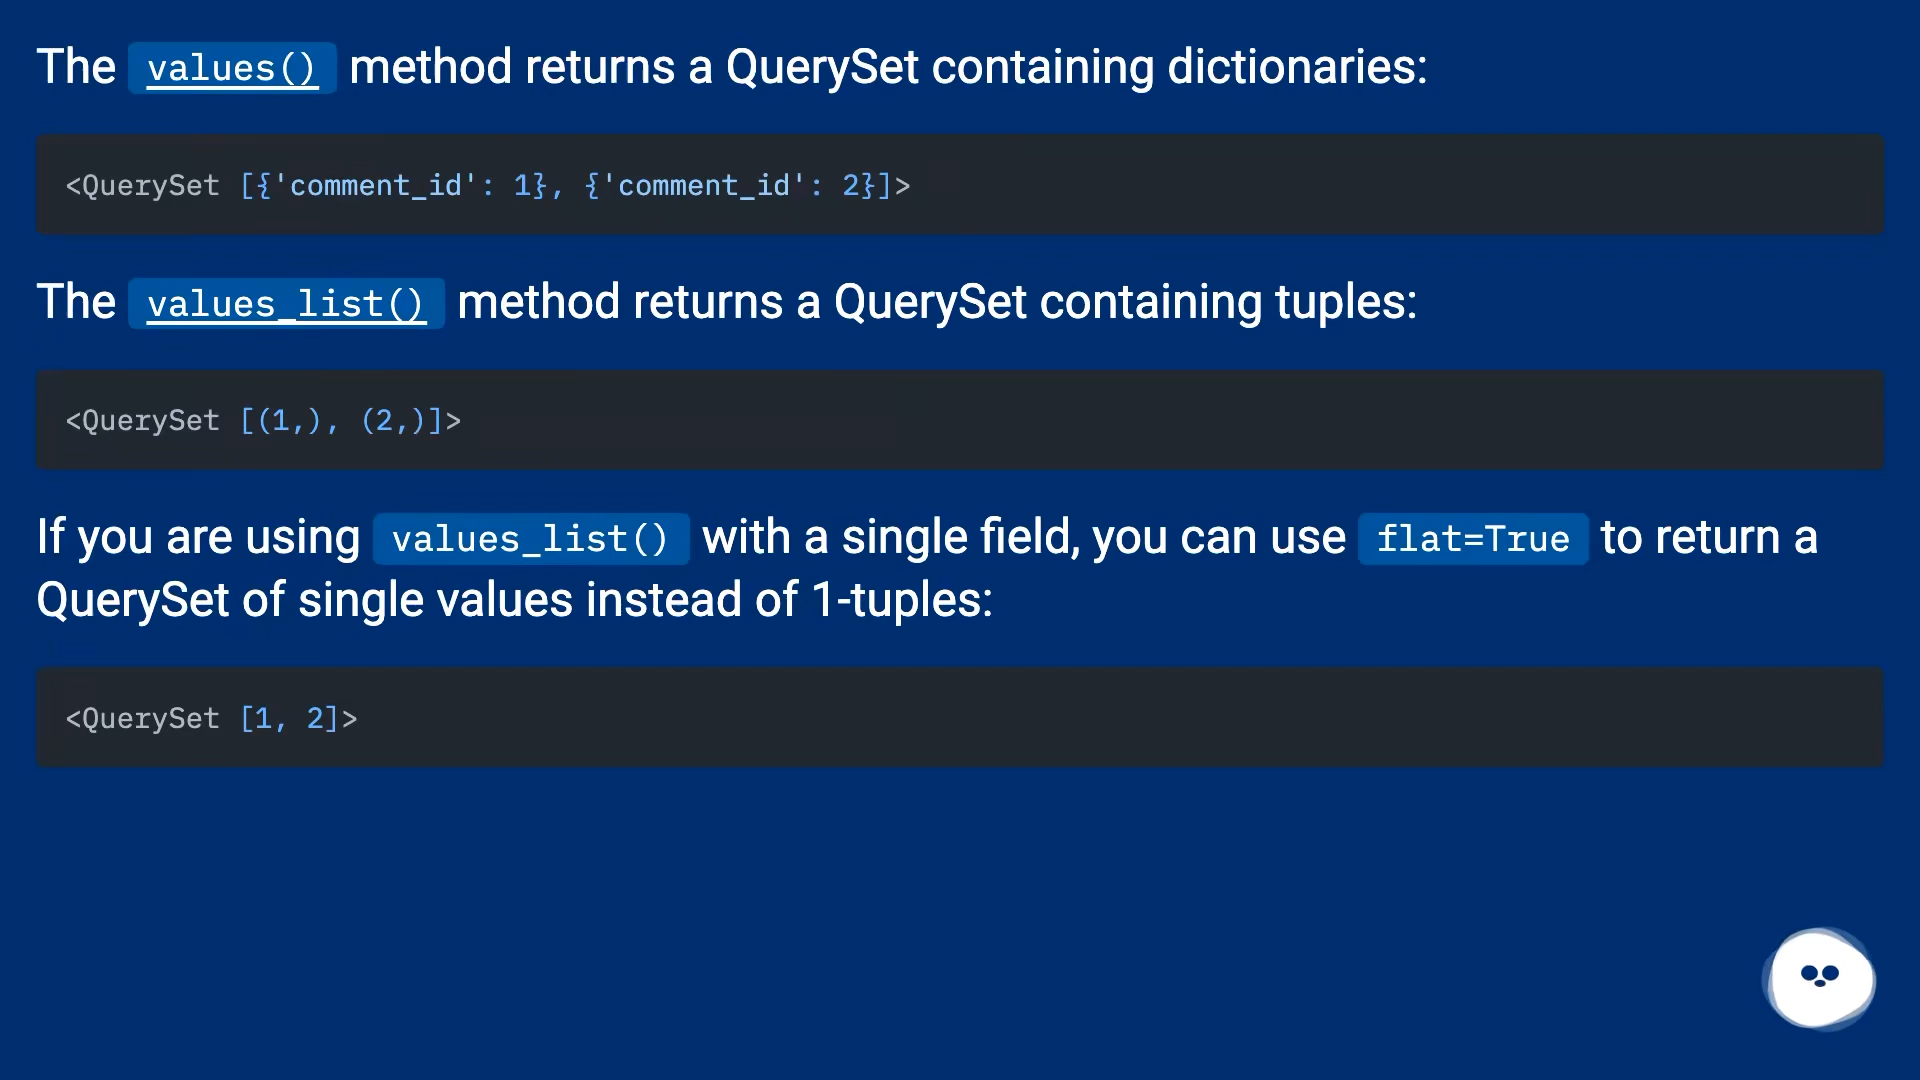 The values() method returns a QuerySet containing dictionaries:
<QuerySet [{'comment_id': 1}, {'comment_id': 2}]>
The values_list() method returns a QuerySet containing tuples:
<QuerySet [(1,), (2,)]>
If you are using values_list() with a single field, you can use flat=True to return a
QuerySet of single values instead of 1-tuples:
<QuerySet [1, 2]>